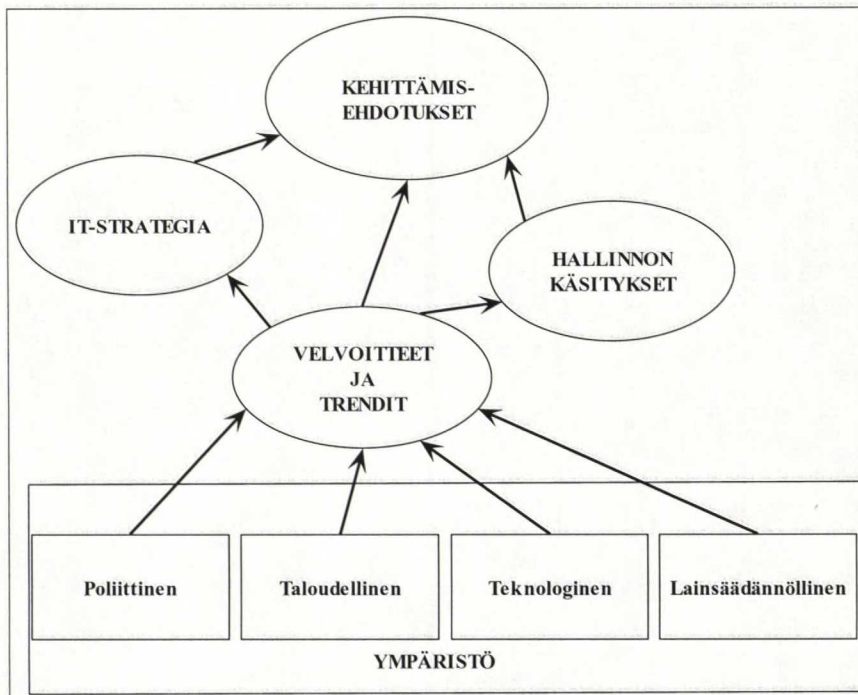 KEHITTÄMIS-
EHDOTUKSET
IT-STRATEGIA
HALLINNON
KÄSITYKSET
VELVOITTEET
JA
TRENDIT
Poliittinen
Taloudellinen
Teknologinen
Lainsäädännöllinen
YMPÄRISTÖ